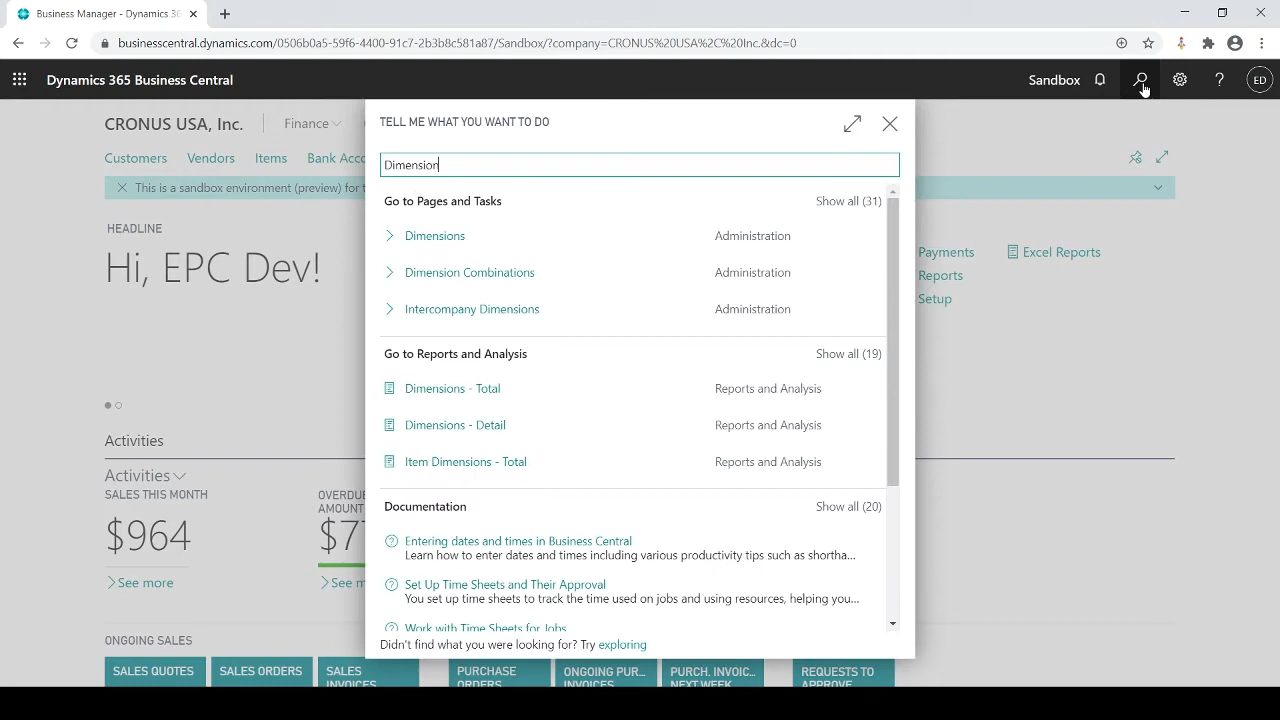 Business Manager - Dynamics 36
businesscentral.dynamics.com/0506b0a5-59f6-4400-91c7-2b3b8c581a87/Sandbox/?company=CRONUS%20USA%2C%20Inc.&dc=0
Dynamics 365 Business Central
Sandbox
?
ED
CRONUS USA, Inc.
Finance
Customers
Vendors
Items
Bank Acco
This is a sandbox environment (preview) for t
HEADLINE
Hi, EPC Dev!
Payments
Excel Reports
Reports
Setup
TELL ME WHAT YOU WANT TO DO
Dimension
Go to Pages and Tasks
Show all (31)
Dimensions
Administration
Dimension Combinations
Administration
Intercompany Dimensions
Administration
Go to Reports and Analysis
Show all (19)
Dimensions - Total
Reports and Analysis
Dimensions - Detail
Reports and Analysis
Item Dimensions - Total
Reports and Analysis
Documentation
Show all (20)
Entering dates and times in Business Central
Learn how to enter dates and times including various productivity tips such as shortha...
Set Up Time Sheets and Their Approval
You set up time sheets to track the time used on jobs and using resources, helping you...
Work with Time Sheets for Jobs
Didn't find what you were looking for? Try exploring
Activities
Activities
SALES THIS MONTH
$964
See more
OVERDUE
AMOUNT
$7
See m
ONGOING SALES
SALES QUOTES
SALES ORDERS
SALES
INVOICES
PURCHASE
ORDERS
ONGOING PUR...
INVOICES
PURCH. INVOIC...
NEXT WEEK
REQUESTS TO
APPROVE